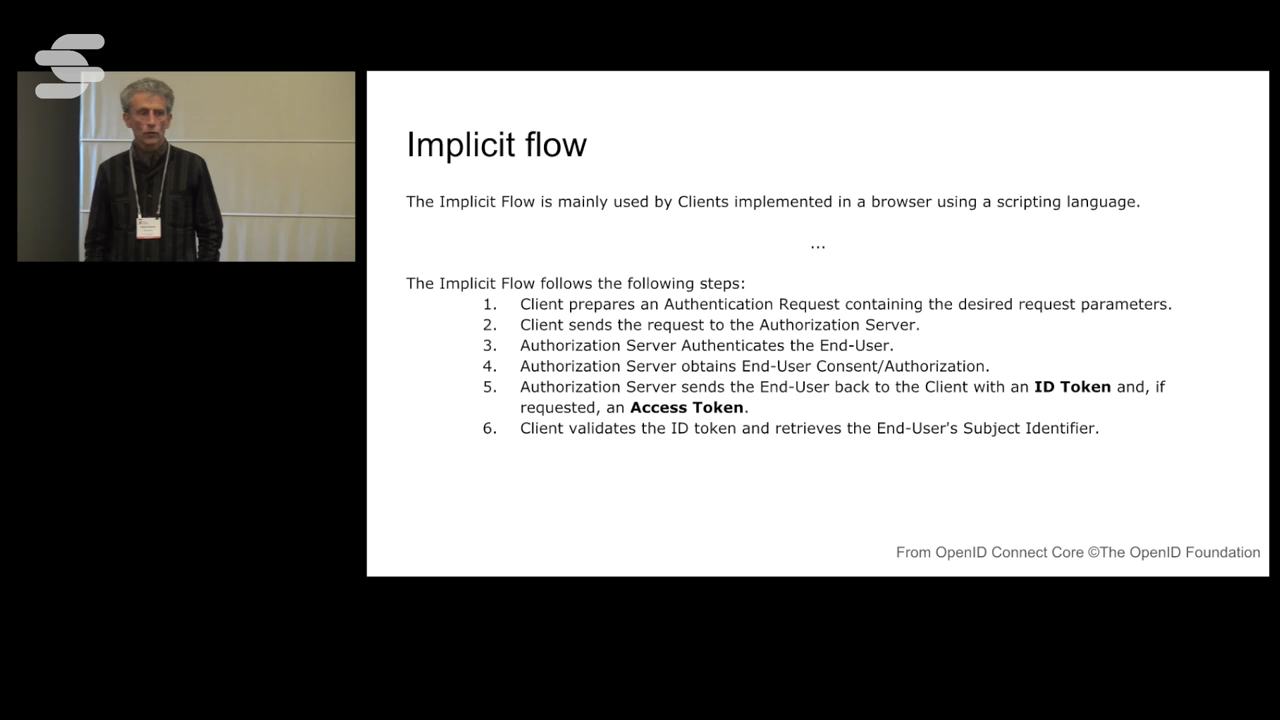 Implicit flow
The Implicit Flow is mainly used by Clients implemented in a browser using a scripting language.
...
The Implicit Flow follows the following steps:
1. Client prepares an Authentication Request containing the desired request parameters.
2. Client sends the request to the Authorization Server.
3. Authorization Server Authenticates the End-User.
4. Authorization Server obtains End-User Consent/Authorization.
5. Authorization Server sends the End-User back to the Client with an ID Token and, if
requested, an Access Token.
6. Client validates the ID token and retrieves the End-User's Subject Identifier.
From OpenID Connect Core ©The OpenID Foundation